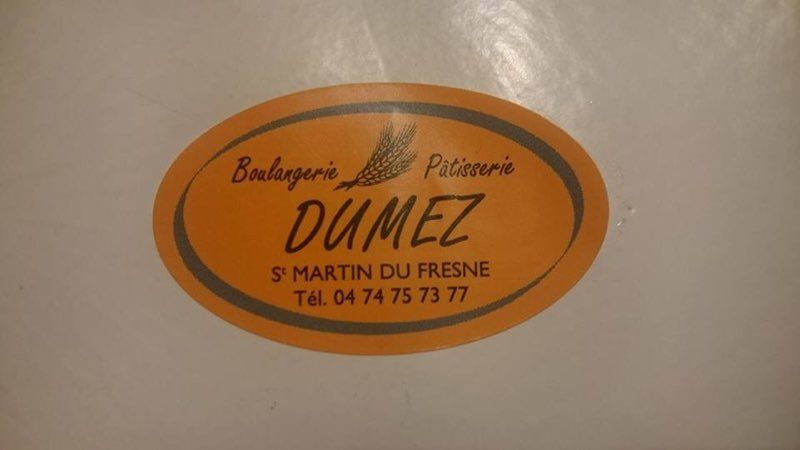 Boulangerie Pâtisserie
DUMEZ
St MARTIN DU FRESNE
Tél. 04 74 75 73 77